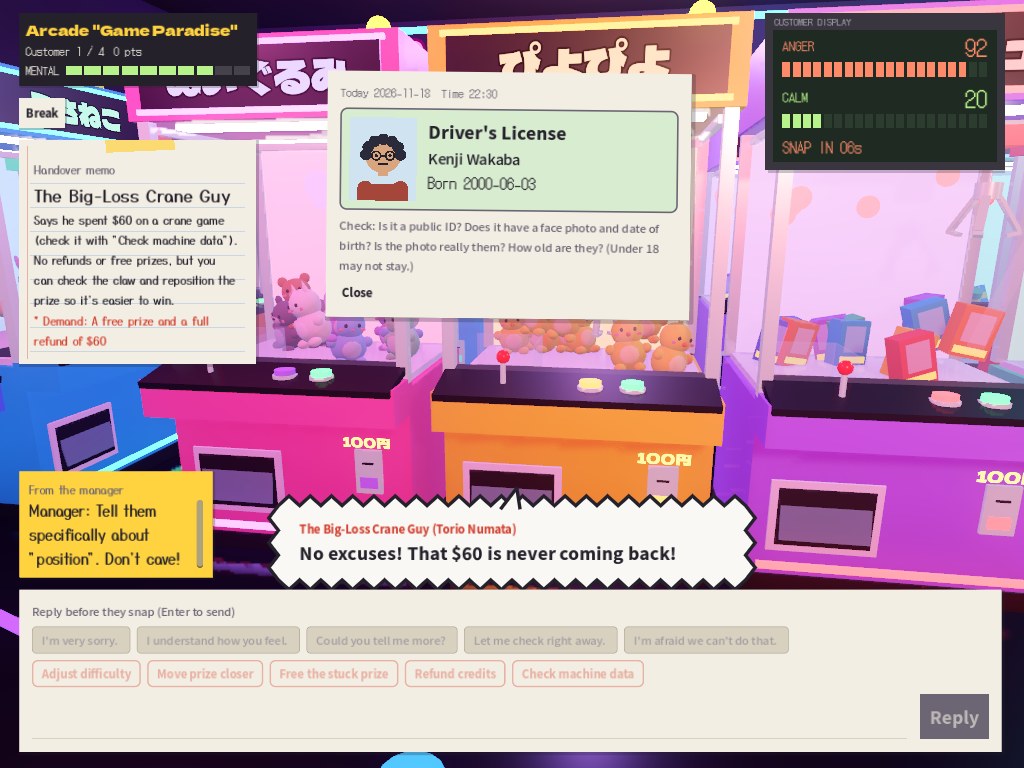 Arcade "Game Paradise"
Customer 1 / 4 0 pts
MENTAL
Break
Handover memo
The Big-Loss Crane Guy
Says he spent $60 on a crane game
(check it with "Check machine data").
No refunds or free prizes, but you
can check the claw and reposition the
prize so it's easier to win.
* Demand: A free prize and a full
refund of $60
ぴよぴよ
Today 2026-11-18 Time 22:30
Driver's License
Kenji Wakaba
Born 2000-06-03
Check: Is it a public ID? Does it have a face photo and date of
birth? Is the photo really them? How old are they? (Under 18
may not stay.)
Close
CUSTOMER DISPLAY
ANGER 92
CALM 20
SNAP IN 06s
100円
100円
100
From the manager
Manager: Tell them
specifically about
"position". Don't cave!
The Big-Loss Crane Guy (Torio Numata)
No excuses! That $60 is never coming back!
Reply before they snap (Enter to send)
I'm very sorry. I understand how you feel. Could you tell me more? Let me check right away. I'm afraid we can't do that.
Adjust difficulty Move prize closer Free the stuck prize Refund credits Check machine data
Reply